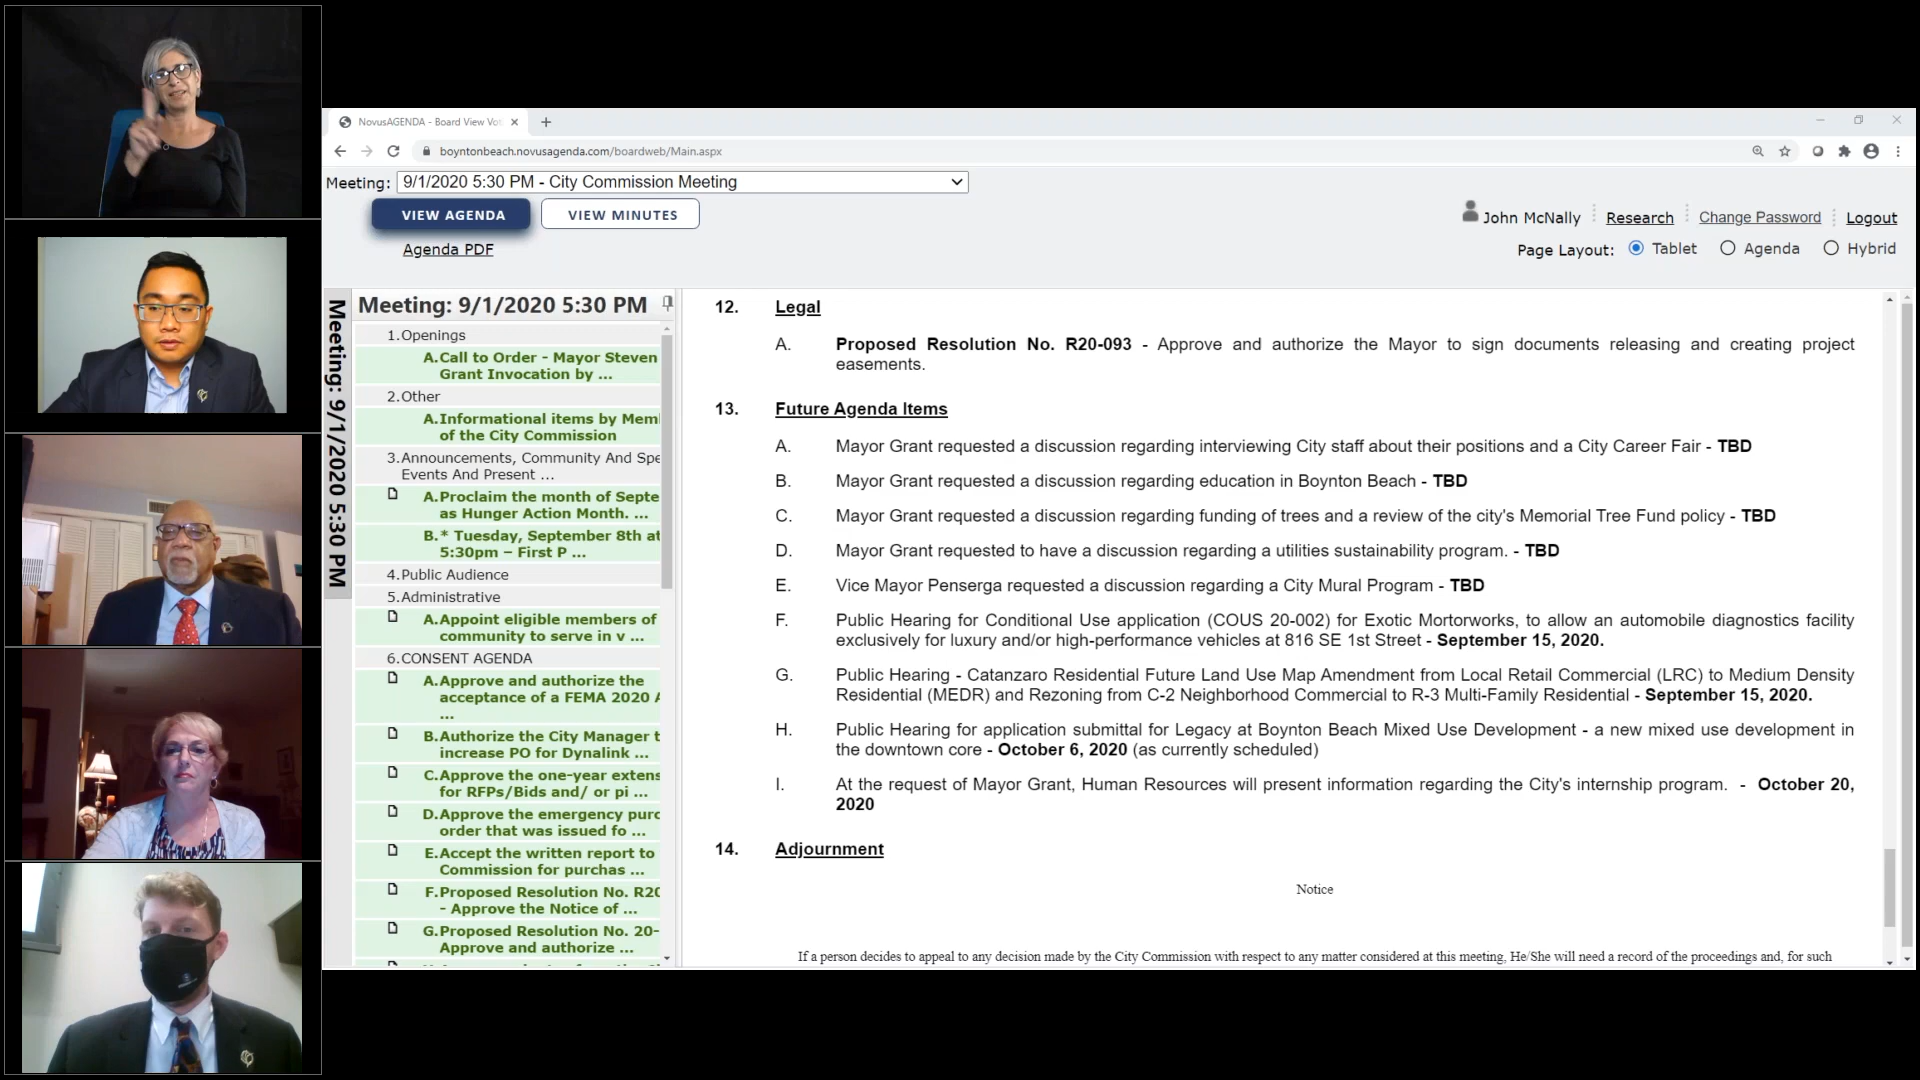 NovusAGENDA - Board View Vot
boyntonbeach.novusagenda.com/boardweb/Main.aspx
Meeting: 9/1/2020 5:30 PM - City Commission Meeting
VIEW AGENDA VIEW MINUTES
Agenda PDF
John McNally Research Change Password Logout
Page Layout: Tablet Agenda Hybrid
Meeting: 9/1/2020 5:30 PM
Meeting: 9/1/2020 5:30 PM
1.Openings
A.Call to Order - Mayor Steven
Grant Invocation by ...
2.Other
A.Informational items by Mem
of the City Commission
3.Announcements, Community And Spe
Events And Present ...
A.Proclaim the month of Septe
as Hunger Action Month. ...
B.* Tuesday, September 8th at
5:30pm – First P ...
4.Public Audience
5.Administrative
A.Appoint eligible members of
community to serve in v ...
6.CONSENT AGENDA
A.Approve and authorize the
acceptance of a FEMA 2020 A
...
B.Authorize the City Manager t
increase PO for Dynalink ...
C.Approve the one-year extens
for RFPs/Bids and/ or pi ...
D.Approve the emergency purc
order that was issued fo ...
E.Accept the written report to
Commission for purchas ...
F.Proposed Resolution No. R20
- Approve the Notice of ...
G.Proposed Resolution No. 20-
Approve and authorize ...
12. Legal
A. Proposed Resolution No. R20-093 - Approve and authorize the Mayor to sign documents releasing and creating project
easements.
13. Future Agenda Items
A. Mayor Grant requested a discussion regarding interviewing City staff about their positions and a City Career Fair - TBD
B. Mayor Grant requested a discussion regarding education in Boynton Beach - TBD
C. Mayor Grant requested a discussion regarding funding of trees and a review of the city's Memorial Tree Fund policy - TBD
D. Mayor Grant requested to have a discussion regarding a utilities sustainability program. - TBD
E. Vice Mayor Penserga requested a discussion regarding a City Mural Program - TBD
F. Public Hearing for Conditional Use application (COUS 20-002) for Exotic Mortorworks, to allow an automobile diagnostics facility
exclusively for luxury and/or high-performance vehicles at 816 SE 1st Street - September 15, 2020.
G. Public Hearing - Catanzaro Residential Future Land Use Map Amendment from Local Retail Commercial (LRC) to Medium Density
Residential (MEDR) and Rezoning from C-2 Neighborhood Commercial to R-3 Multi-Family Residential - September 15, 2020.
H. Public Hearing for application submittal for Legacy at Boynton Beach Mixed Use Development - a new mixed use development in
the downtown core - October 6, 2020 (as currently scheduled)
I. At the request of Mayor Grant, Human Resources will present information regarding the City's internship program. - October 20,
2020
14. Adjournment
Notice
If a person decides to appeal to any decision made by the City Commission with respect to any matter considered at this meeting, He/She will need a record of the proceedings and, for such